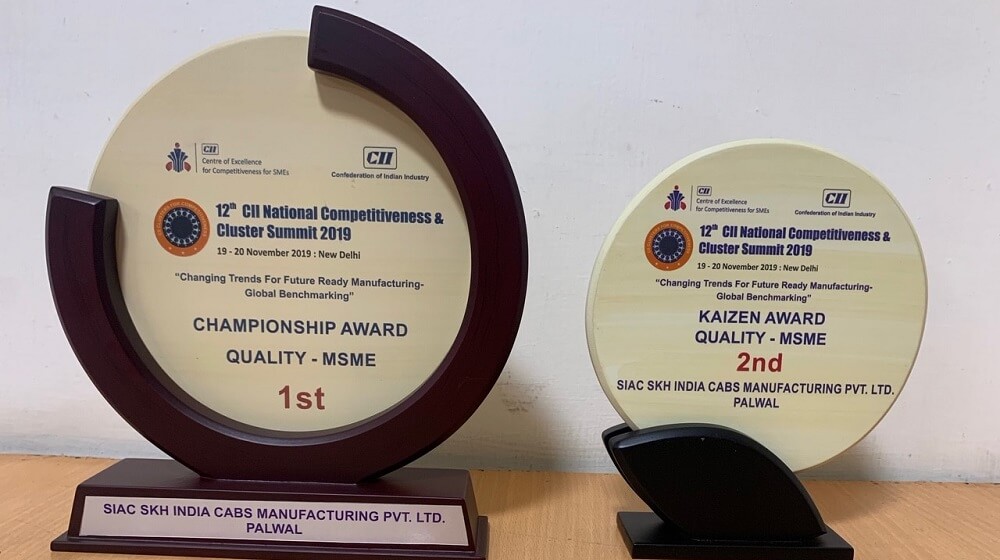 CII
Centre of Excellence
for Competitiveness for SMEs
CII
Confederation of Indian Industry
12th CII National Competitiveness &
Cluster Summit 2019
19 - 20 November 2019 : New Delhi
"Changing Trends For Future Ready Manufacturing-
Global Benchmarking"
CHAMPIONSHIP AWARD
QUALITY - MSME
1st
SIAC SKH INDIA CABS MANUFACTURING PVT. LTD.
PALWAL
CII
Centre of Excellence
for Competitiveness for SMEs
CII
Confederation of Indian Industry
12th CII National Competitiveness &
Cluster Summit 2019
19 - 20 November 2019 : New Delhi
"Changing Trends For Future Ready Manufacturing-
Global Benchmarking"
KAIZEN AWARD
QUALITY - MSME
2nd
SIAC SKH INDIA CABS MANUFACTURING PVT. LTD.
PALWAL